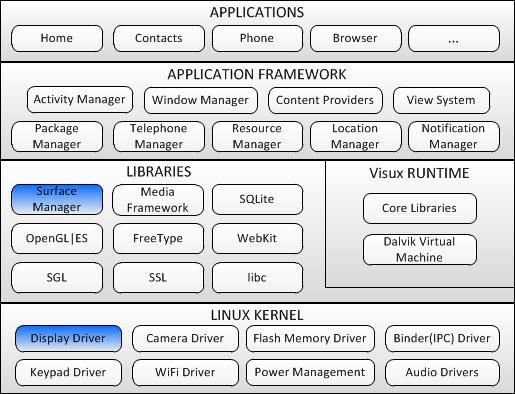 APPLICATIONS
Home
Contacts
Phone
Browser
...
APPLICATION FRAMEWORK
Activity Manager
Window Manager
Content Providers
View System
Package
Manager
Telephone
Manager
Resource
Manager
Location
Manager
Notification
Manager
LIBRARIES
Surface
Manager
Media
Framework
SQLite
OpenGL|ES
FreeType
WebKit
SGL
SSL
libc
Visux RUNTIME
Core Libraries
Dalvik Virtual
Machine
LINUX KERNEL
Display Driver
Camera Driver
Flash Memory Driver
Binder(IPC) Driver
Keypad Driver
WiFi Driver
Power Management
Audio Drivers